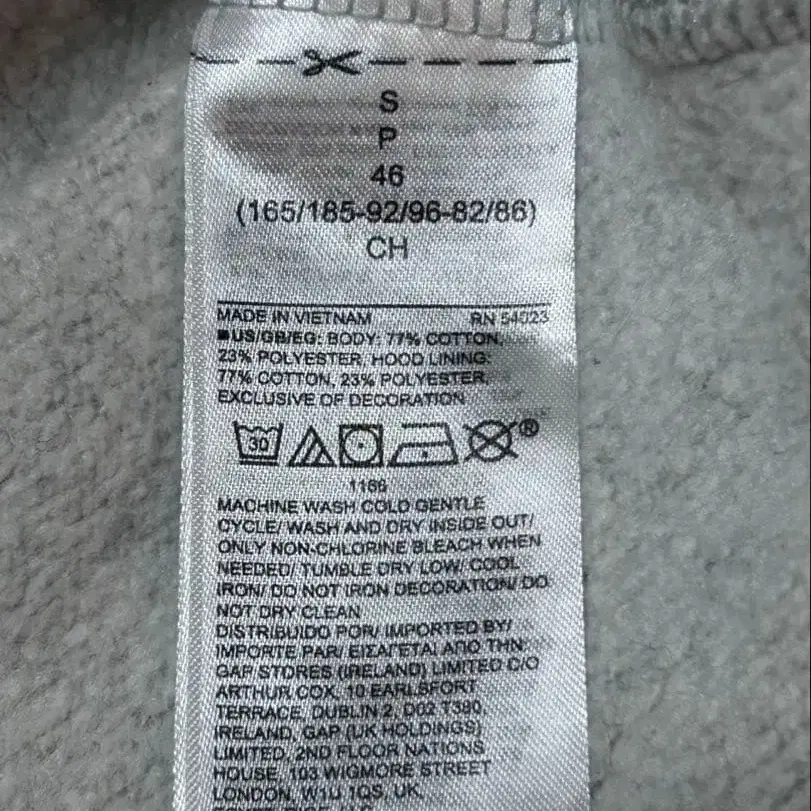 S
P
46
(165/185-92/96-82/86)
CH
MADE IN VIETNAM RN 54023
■US/GB/EG: BODY: 77% COTTON,
23% POLYESTER, HOOD LINING:
77% COTTON, 23% POLYESTER,
EXCLUSIVE OF DECORATION
30
®
1166
MACHINE WASH COLD GENTLE
CYCLE/ WASH AND DRY INSIDE OUT/
ONLY NON-CHLORINE BLEACH WHEN
NEEDED/ TUMBLE DRY LOW/ COOL
IRON/ DO NOT IRON DECORATION/ DO
NOT DRY CLEAN
DISTRIBUIDO POR/ IMPORTED BY/
IMPORTE PAR/ ΕΙΣΑΓΕΤΑΙ ΑΠΟ ΤΗΝ:
GAP STORES (IRELAND) LIMITED C/O
ARTHUR COX, 10 EARLSFORT
TERRACE, DUBLIN 2, D02 T380,
IRELAND, GAP (UK HOLDINGS)
LIMITED, 2ND FLOOR NATIONS
HOUSE, 103 WIGMORE STREET
LONDON, W1U 1QS, UK,